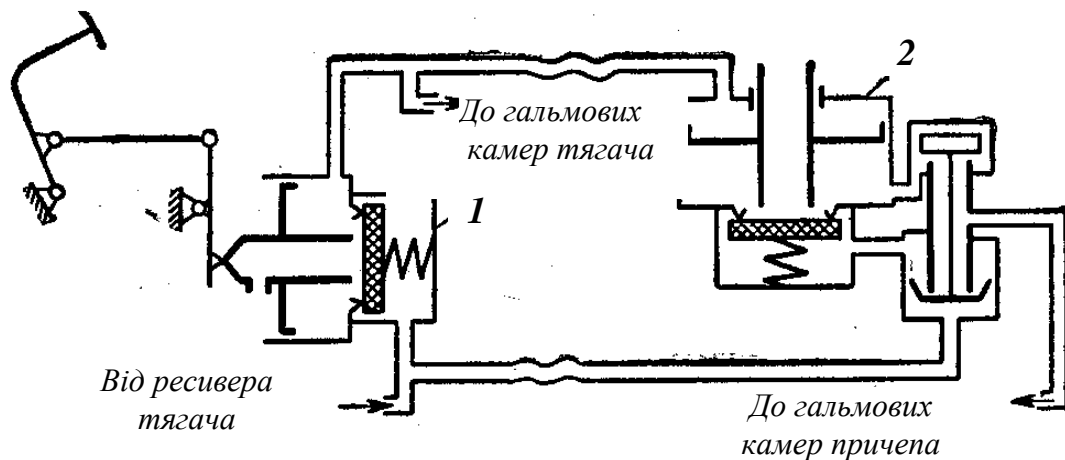 2
До гальмових
камер тягача
1
Від ресивера
тягача
До гальмових
камер причепа